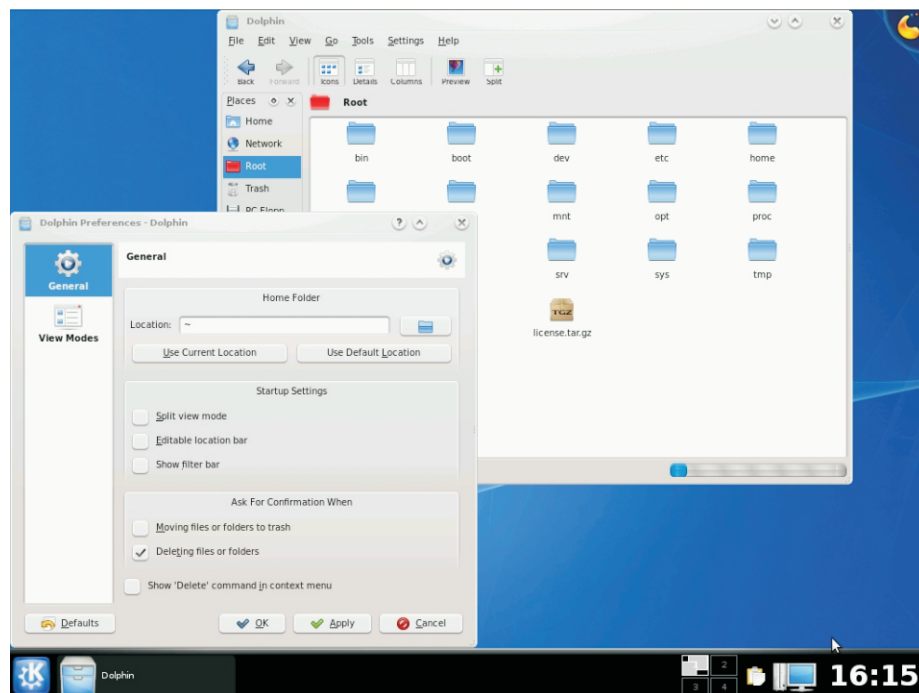 Dolphin
File Edit View Go Tools Settings Help
Back Forward Icons Details Columns Preview Split
Places Root
Home
Network
Root
Trash
bin boot dev etc home
mnt opt proc
srv sys tmp
TGZ
license.tar.gz
Dolphin Preferences - Dolphin ?
General
View Modes
General
Home Folder
Location: ~
Use Current Location Use Default Location
Startup Settings
Split view mode
Editable location bar
Show filter bar
Ask For Confirmation When
Moving files or folders to trash
Deleting files or folders
Show 'Delete' command in context menu
Defaults OK Apply Cancel
K Dolphin
2
3 4
16:15